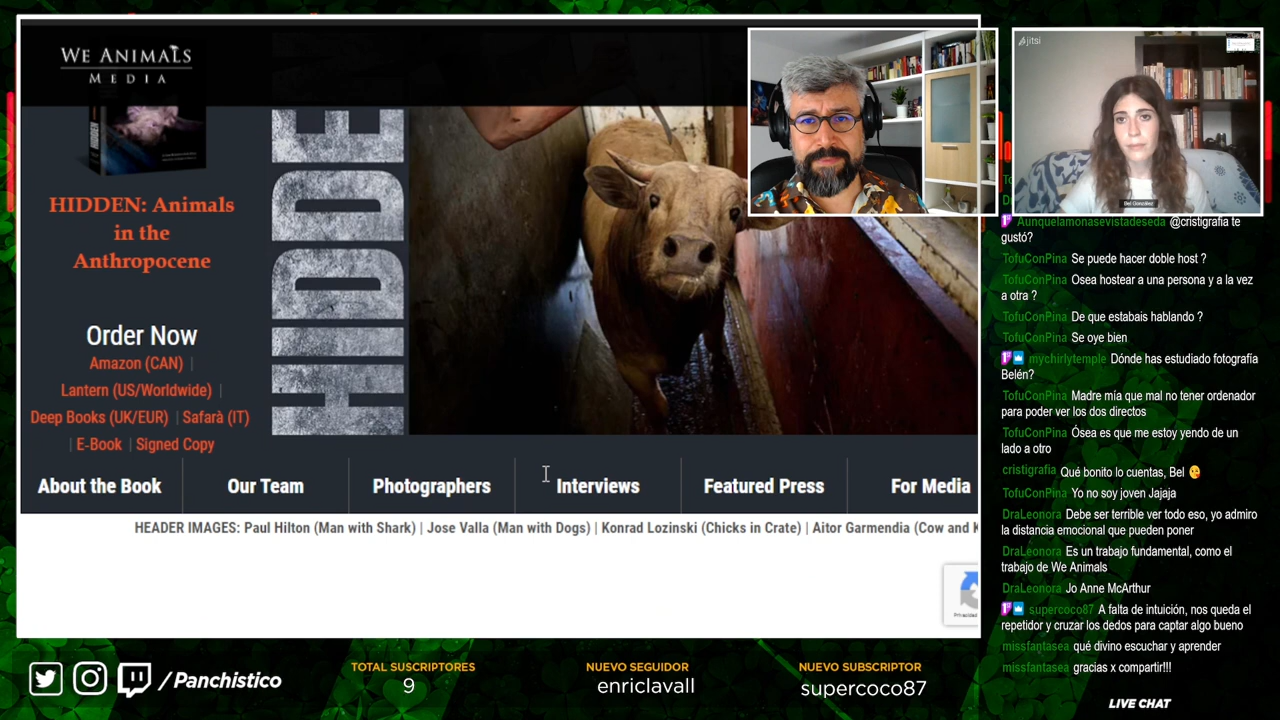 WE ANIMALS
MEDIA
HIDDEN: Animals
in the
Anthropocene
Order Now
Amazon (CAN) |
Lantern (US/Worldwide) |
Deep Books (UK/EUR) | Safarà (IT)
| E-Book | Signed Copy
HIDDE
About the Book
Our Team
Photographers
Interviews
Featured Press
For Media
HEADER IMAGES: Paul Hilton (Man with Shark) | Jose Valla (Man with Dogs) | Konrad Lozinski (Chicks in Crate) | Aitor Garmendia (Cow and K
jitsi
Bel González
Aunquelamonasevistadeseda @cristigrafia te
gustó?
TofuConPina Se puede hacer doble host ?
TofuConPina Osea hostear a una persona y a la vez
a otra ?
TofuConPina De que estabais hablando ?
TofuConPina Se oye bien
mychirlytemple Dónde has estudiado fotografía
Belén?
TofuConPina Madre mía que mal no tener ordenador
para poder ver los dos directos
TofuConPina Ósea es que me estoy yendo de un
lado a otro
cristigrafia Qué bonito lo cuentas, Bel 😘
TofuConPina Yo no soy joven Jajaja
DraLeonora Debe ser terrible ver todo eso, yo admiro
la distancia emocional que pueden poner
DraLeonora Es un trabajo fundamental, como el
trabajo de We Animals
DraLeonora Jo Anne McArthur
supercoco87 A falta de intuición, nos queda el
repetidor y cruzar los dedos para captar algo bueno
missfantasea qué divino escuchar y aprender
missfantasea gracias x compartir!!!
LIVE CHAT
/Panchistico
TOTAL SUSCRIPTORES
9
NUEVO SEGUIDOR
enriclavall
NUEVO SUBSCRIPTOR
supercoco87